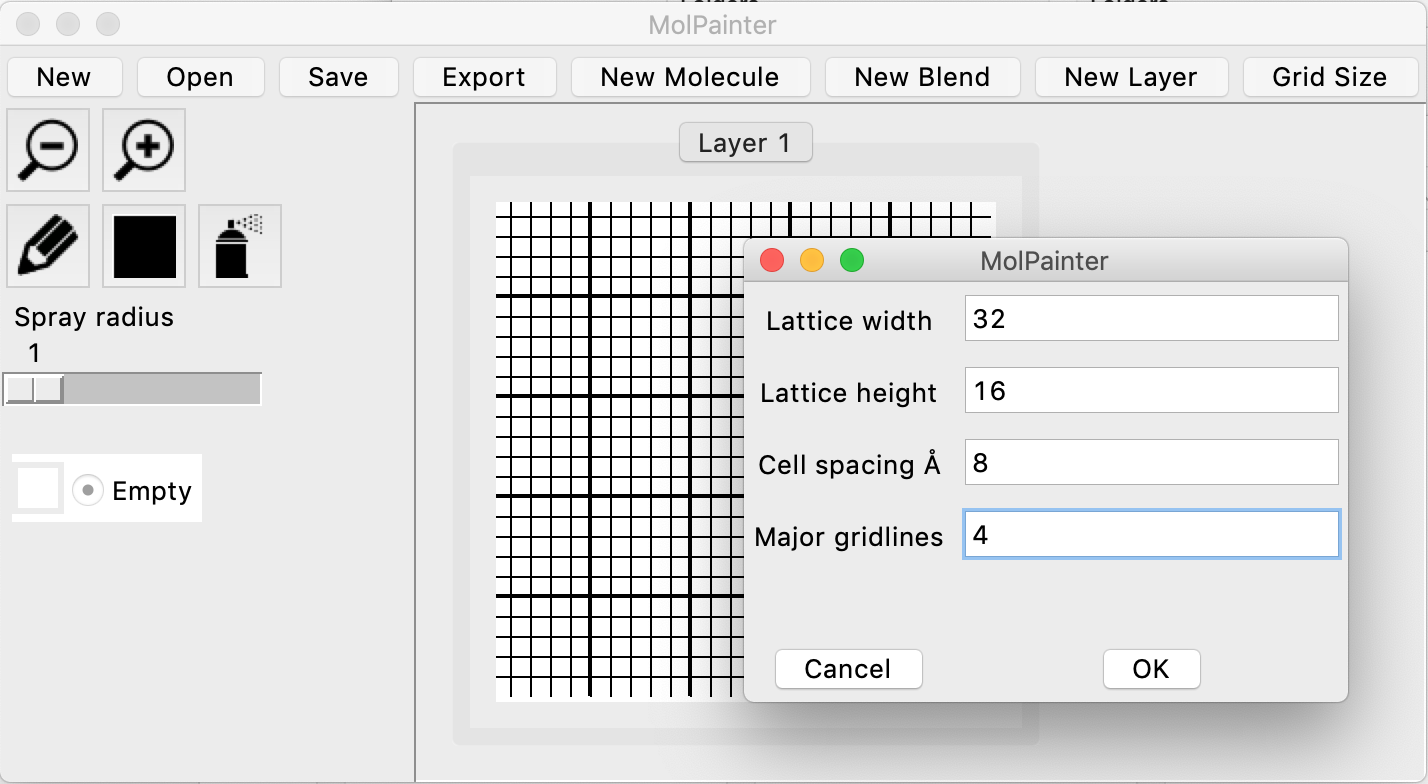 MolPainter
New Open Save Export New Molecule New Blend New Layer Grid Size
Layer 1
Spray radius
1
Empty
MolPainter
Lattice width 32
Lattice height 16
Cell spacing Å 8
Major gridlines 4
Cancel OK